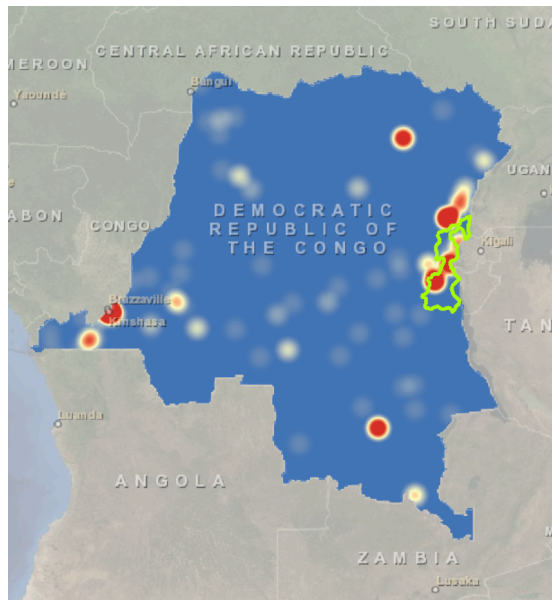 SOUTH SUDA
CENTRAL AFRICAN REPUBLIC
MEROON
Bangui
Yaoundé
UGAN
ABON
CONGO
DEMOCRATIC
REPUBLIC OF
THE CONGO
Kigali
Brazzaville
Kinshasa
TAN
Luanda
ANGOLA
ZAMBIA
Lusaka